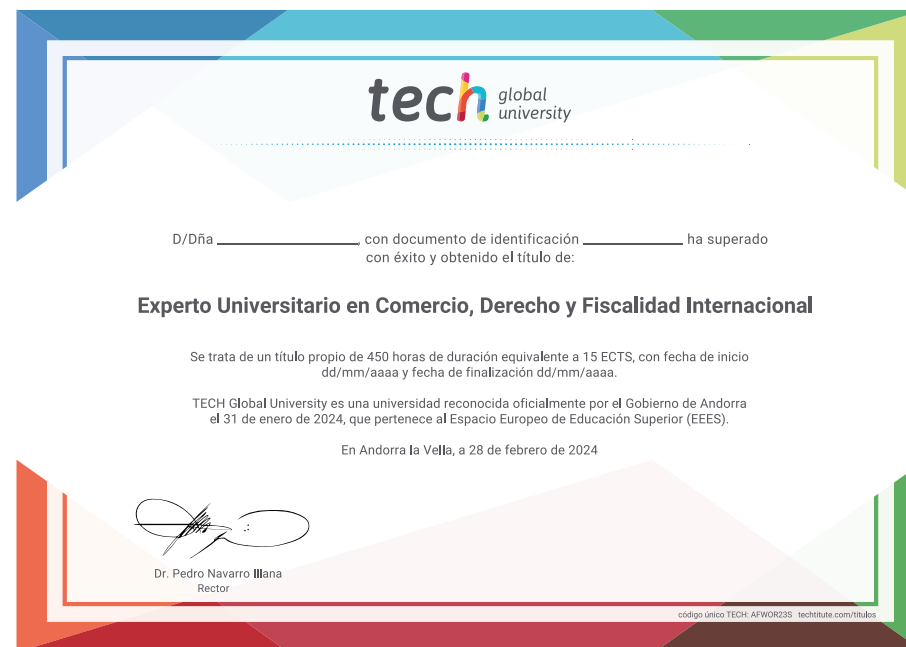 tech global university
D/Dña ____________________, con documento de identificación ______________ ha superado
con éxito y obtenido el título de:
Experto Universitario en Comercio, Derecho y Fiscalidad Internacional
Se trata de un título propio de 450 horas de duración equivalente a 15 ECTS, con fecha de inicio
dd/mm/aaaa y fecha de finalización dd/mm/aaaa.
TECH Global University es una universidad reconocida oficialmente por el Gobierno de Andorra
el 31 de enero de 2024, que pertenece al Espacio Europeo de Educación Superior (EEES).
En Andorra la Vella, a 28 de febrero de 2024
Dr. Pedro Navarro Illana
Rector
código único TECH: AFWOR23S techtitute.com/titulos